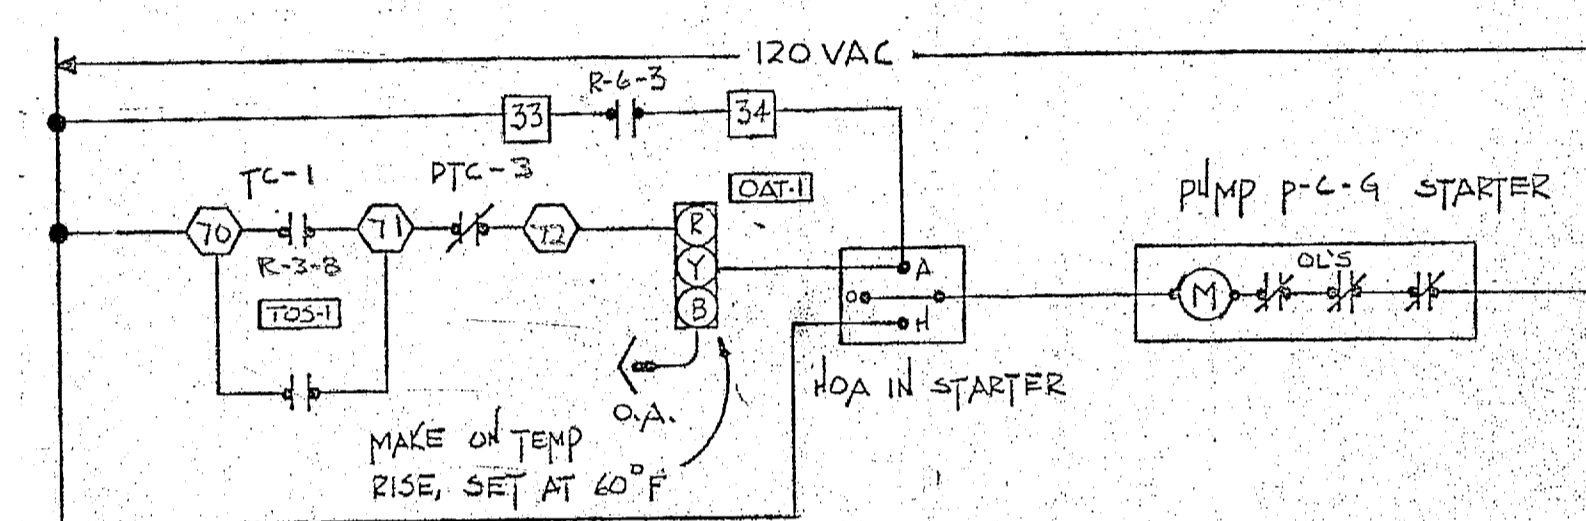 120 VAC
R-6-3
33
34
TC-1
PTC-3
OAT-1
PUMP P-C-G STARTER
70
71
72
R
R-3-8
Y
A
OL'S
M
TOS-1
B
O
H
HOA IN STARTER
O.A.
MAKE ON TEMP
RISE, SET AT 60°F